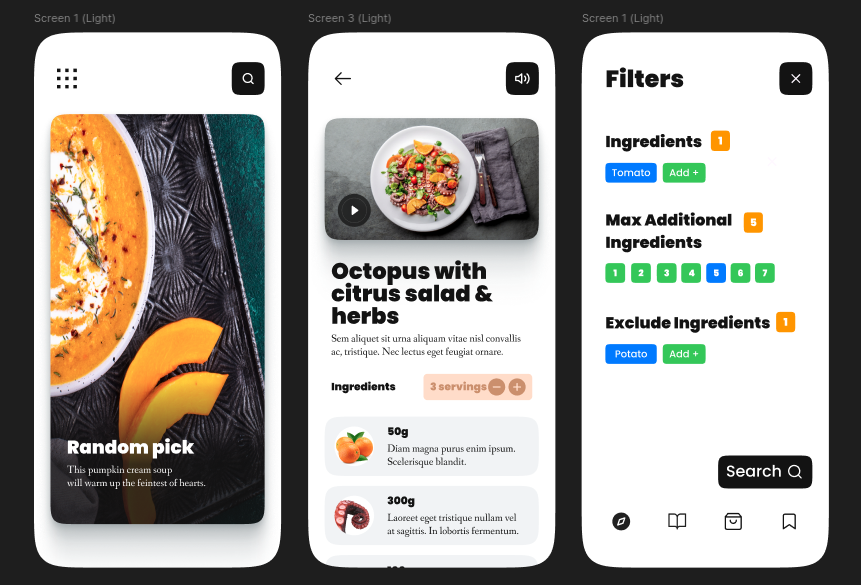 Screen 1 (Light)
Random pick
This pumpkin cream soup
will warm up the feintest of hearts.
Screen 3 (Light)
Octopus with
citrus salad &
herbs
Sem aliquet sit urna aliquam vitae nisl convallis
ac, tristique. Nec lectus eget feugiat ornare.
Ingredients 3 servings
50g
Diam magna purus enim ipsum.
Scelerisque blandit.
300g
Laoreet eget tristique nullam vel
at sagittis. In lobortis fermentum.
Screen 1 (Light)
Filters
Ingredients 1
Tomato Add +
Max Additional 5
Ingredients
1 2 3 4 5 6 7
Exclude Ingredients 1
Potato Add +
Search